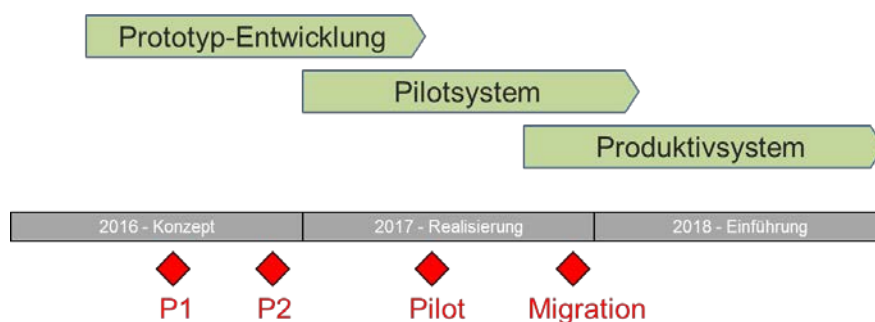 Prototyp-Entwicklung
Pilotsystem
Produktivsystem
2016 - Konzept
2017 - Realisierung
2018 - Einführung
P1
P2
Pilot
Migration